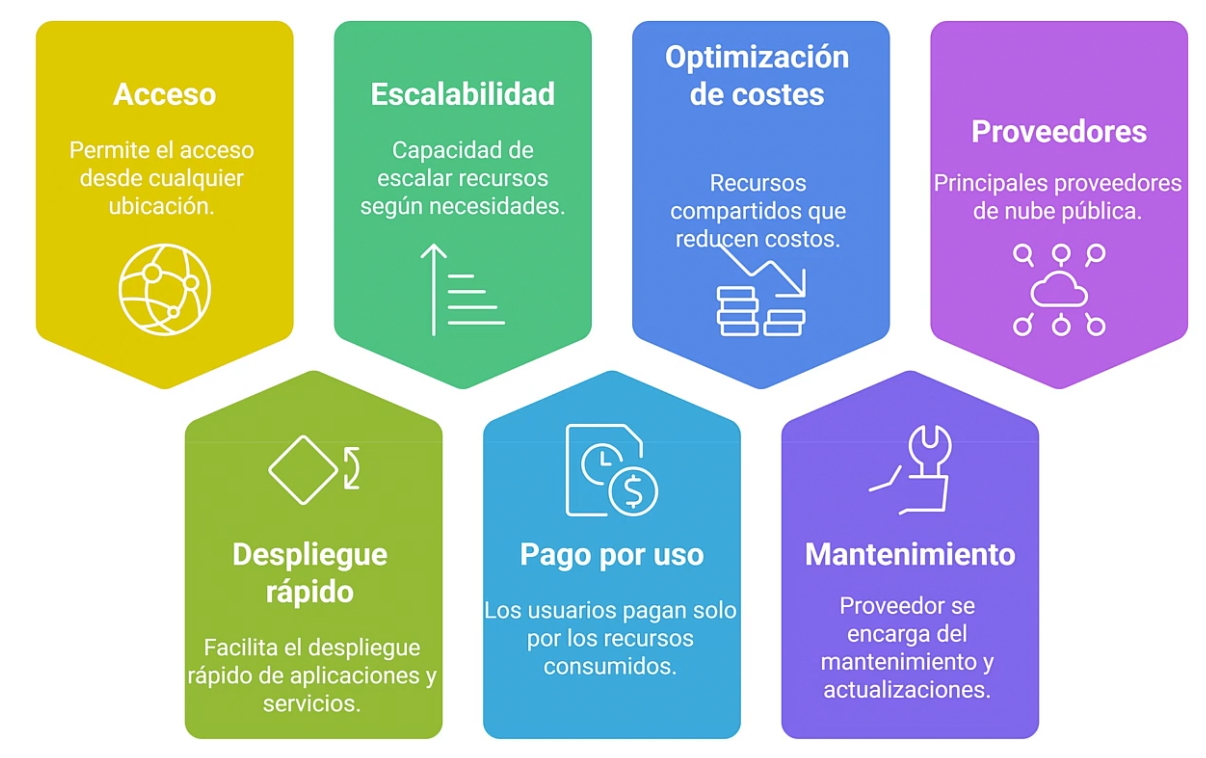 Acceso
Permite el acceso
desde cualquier
ubicación.
Escalabilidad
Capacidad de
escalar recursos
según necesidades.
Optimización
de costes
Recursos
compartidos que
reducen costos.
Proveedores
Principales proveedores
de nube pública.
Despliegue
rápido
Facilita el despliegue
rápido de aplicaciones y
servicios.
Pago por uso
Los usuarios pagan solo
por los recursos
consumidos.
Mantenimiento
Proveedor se
encarga del
mantenimiento y
actualizaciones.